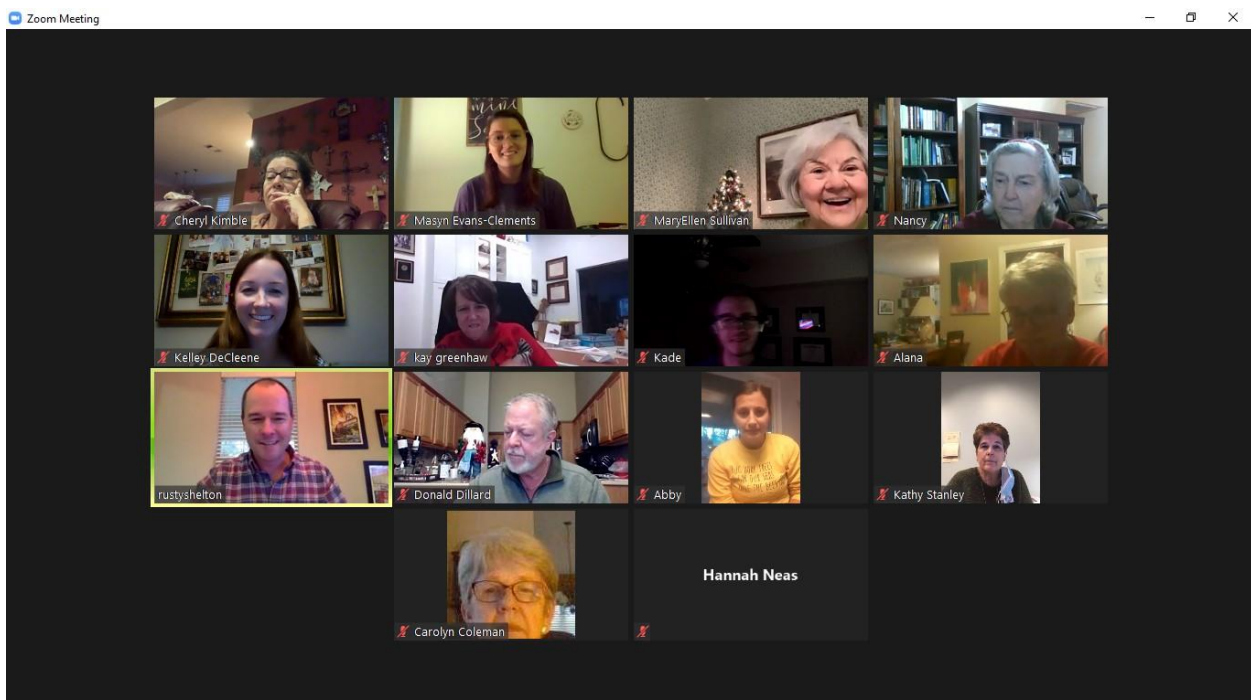 Zoom Meeting
mine
Cheryl Kimble
Masyn Evans-Clements
MaryEllen Sullivan
Nancy
Kelley DeCleene
kay greenhaw
Kade
Alana
rustyshelton
Donald Dillard
Abby
Kathy Stanley
Hannah Neas
Carolyn Coleman